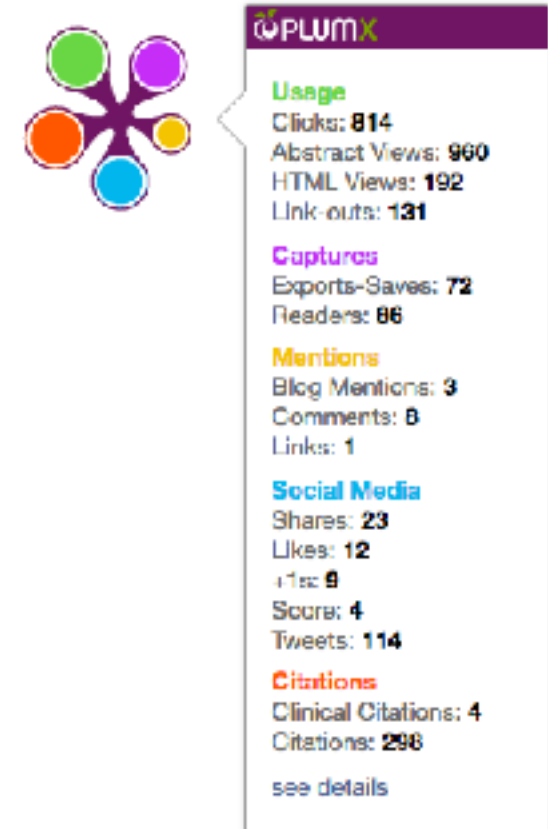 PLUMX
Usage
Clicks: 814
Abstract Views: 960
HTML Views: 192
Link-outs: 131
Captures
Exports-Saves: 72
Readers: 86
Mentions
Blog Mentions: 3
Comments: 8
Links: 1
Social Media
Shares: 23
Likes: 12
+1s: 9
Score: 4
Tweets: 114
Citations
Clinical Citations: 4
Citations:
see details